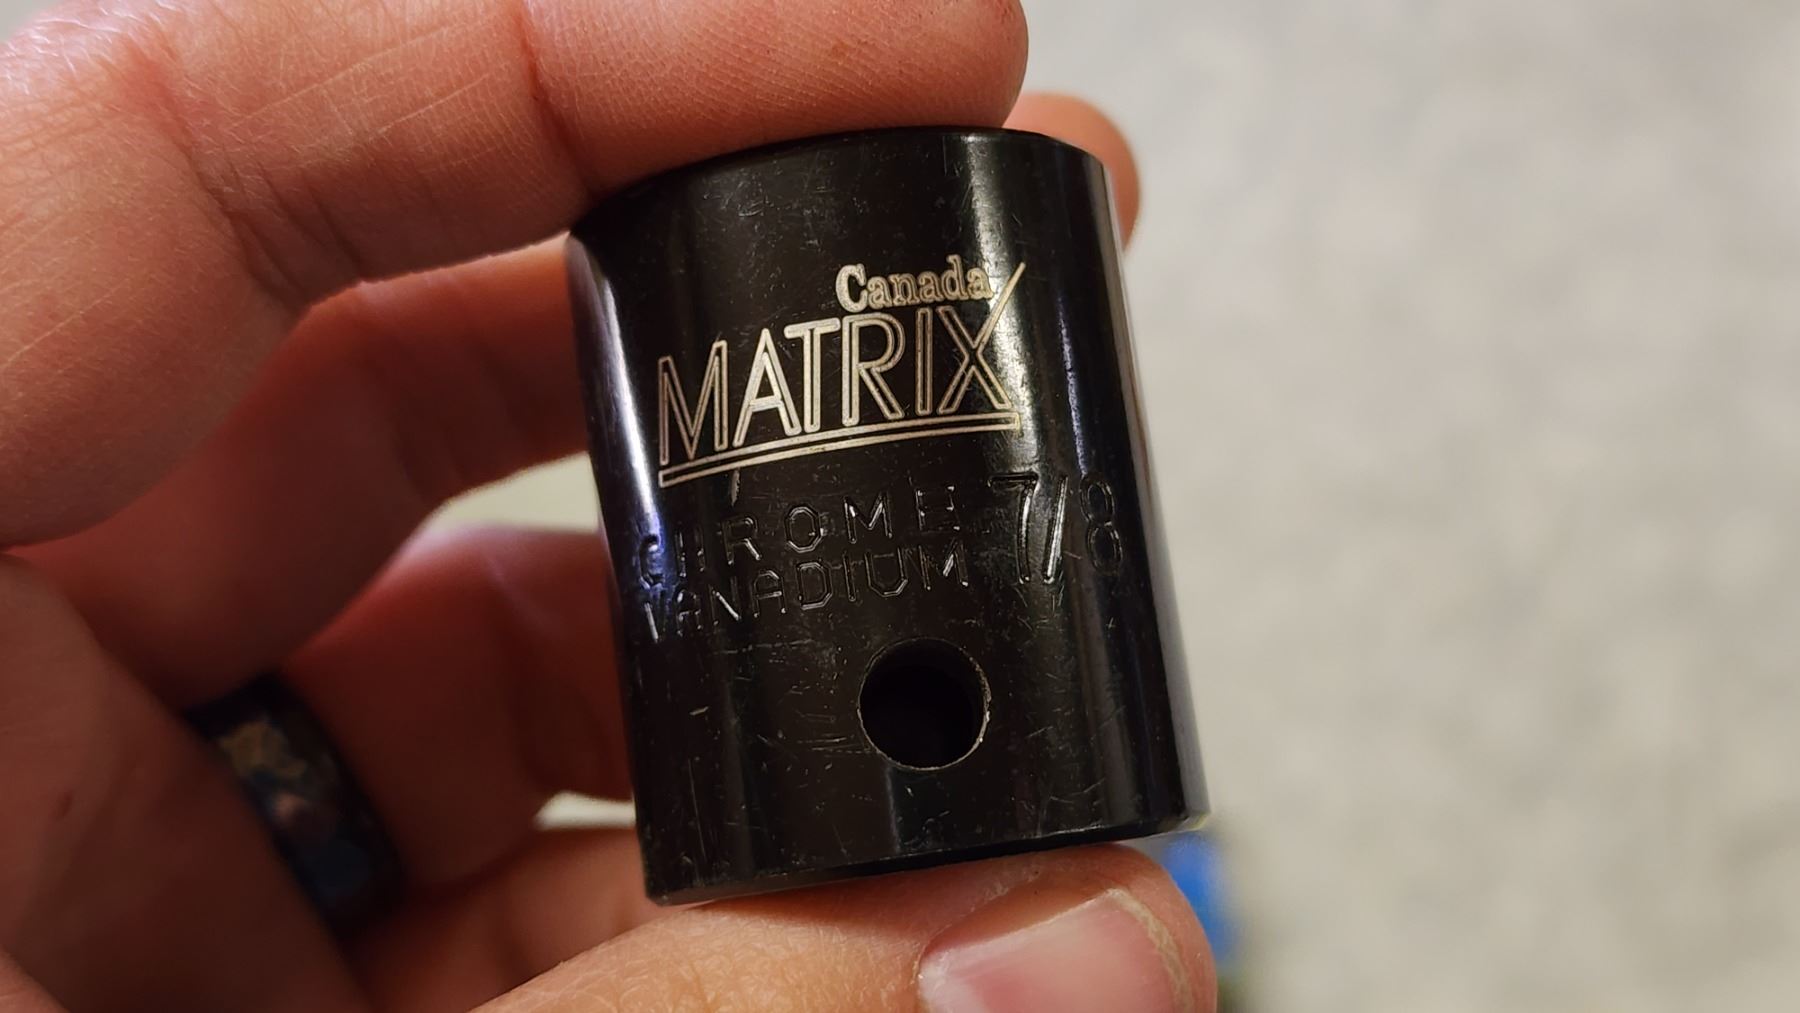 Canada
MATRIX
CHROME 7/8
VANADIUM